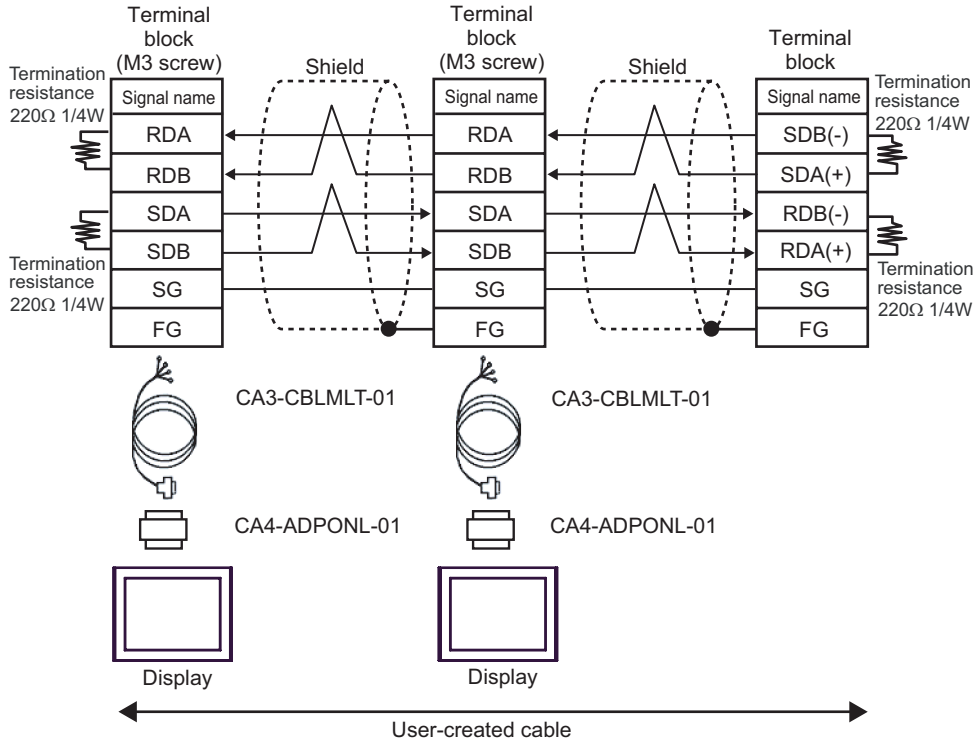 Terminal
block
(M3 screw)
Terminal
block
(M3 screw)
Terminal
block
Termination
resistance
220Ω 1/4W
Shield
Shield
Termination
resistance
220Ω 1/4W
Signal name
Signal name
Signal name
RDA
RDA
SDB(-)
RDB
RDB
SDA(+)
SDA
SDA
RDB(-)
SDB
SDB
RDA(+)
Termination
resistance
220Ω 1/4W
Termination
resistance
220Ω 1/4W
SG
SG
SG
FG
FG
FG
CA3-CBLMLT-01
CA3-CBLMLT-01
CA4-ADPONL-01
CA4-ADPONL-01
Display
Display
User-created cable